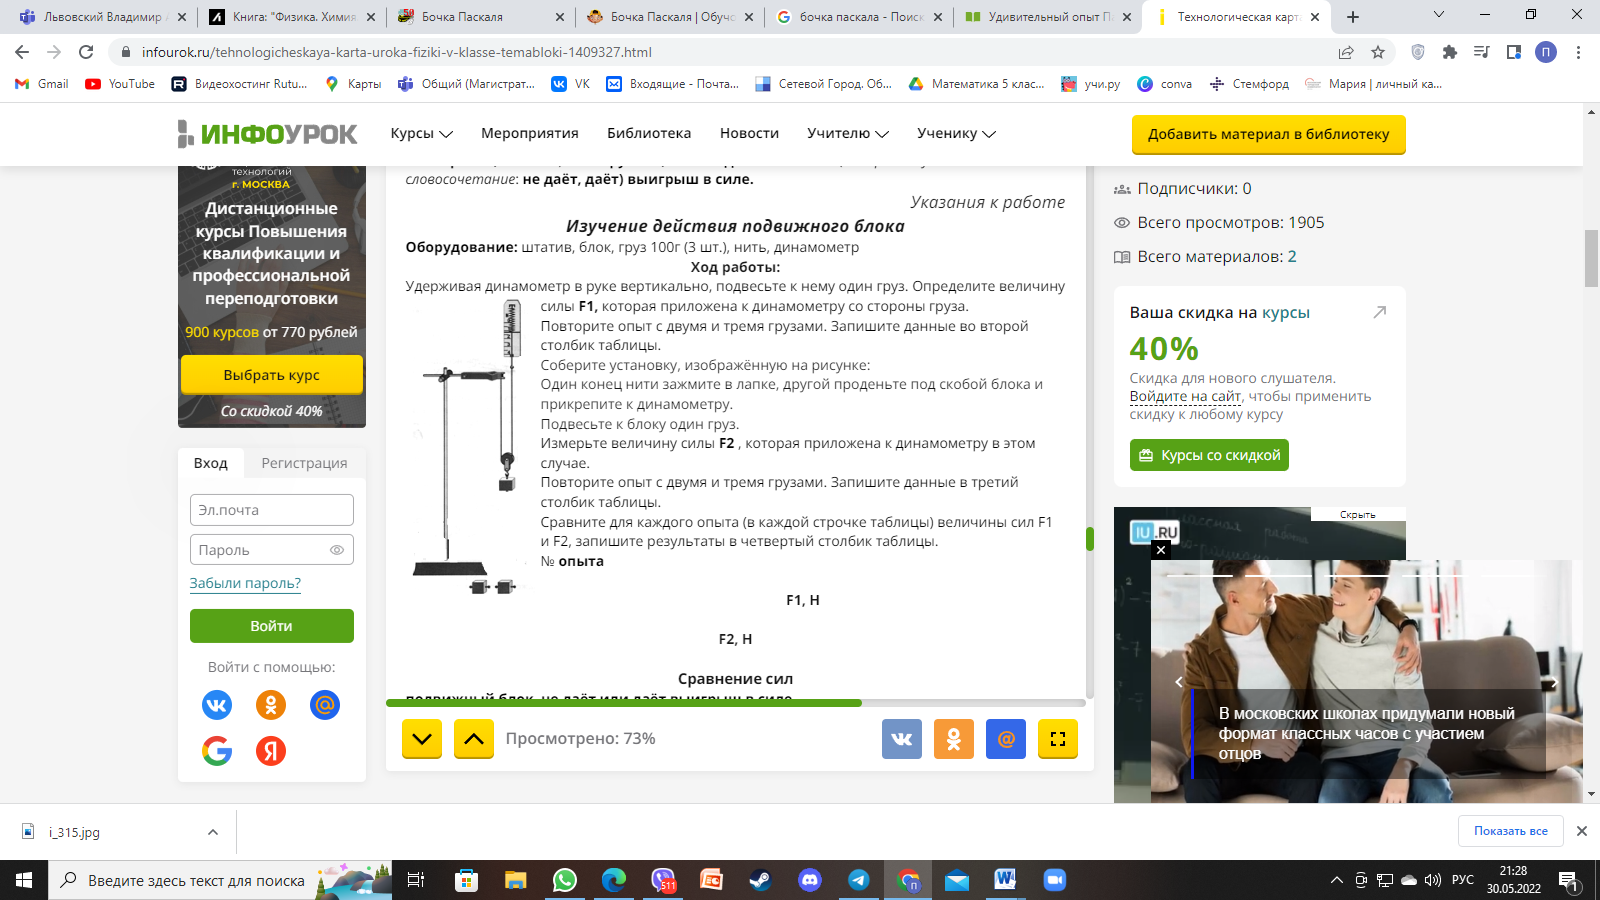 Львовский Владимир А
Книга: "Физика. Химия
Бочка Паскаля
Бочка Паскаля | Обучо
бочка паскала - Поиск
Удивительный опыт П
Технологическая карт
infourok.ru/tehnologicheskaya-karta-uroka-fiziki-v-klasse-temabloki-1409327.html
П
Gmail
YouTube
Видеохостинг Rutu...
Карты
Общий (Магистрат...
VK
Входящие - Почта...
Сетевой Город. Об...
Математика 5 клас...
учи.ру
conva
Стемфорд
Мария | личный ка...
ИНФОУРОК
Курсы
Мероприятия
Библиотека
Новости
Учителю
Ученику
Добавить материал в библиотеку
ТЕХНОЛОГИЙ
г. МОСКВА
Дистанционные
курсы Повышения
квалификации и
профессиональной
переподготовки
900 курсов от 770 рублей
Выбрать курс
Со скидкой 40%
Вход
Регистрация
Эл.почта
Пароль
Забыли пароль?
Войти
Войти с помощью:
словосочетание: не даёт, даёт) выигрыш в силе.
Указания к работе
Изучение действия подвижного блока
Оборудование: штатив, блок, груз 100г (3 шт.), нить, динамометр
Ход работы:
Удерживая динамометр в руке вертикально, подвесьте к нему один груз. Определите величину
силы F1, которая приложена к динамометру со стороны груза.
Повторите опыт с двумя и тремя грузами. Запишите данные во второй
столбик таблицы.
Соберите установку, изображённую на рисунке:
Один конец нити зажмите в лапке, другой проденьте под скобой блока и
прикрепите к динамометру.
Подвесьте к блоку один груз.
Измерьте величину силы F2 , которая приложена к динамометру в этом
случае.
Повторите опыт с двумя и тремя грузами. Запишите данные в третий
столбик таблицы.
Сравните для каждого опыта (в каждой строчке таблицы) величины сил F1
и F2, запишите результаты в четвертый столбик таблицы.
№ опыта
F1, Н
F2, Н
Сравнение сил
подвижный блок не даёт или даёт выигрыш в силе
Просмотрено: 73%
Подписчики: 0
Всего просмотров: 1905
Всего материалов: 2
Ваша скидка на курсы
40%
Скидка для нового слушателя.
Войдите на сайт, чтобы применить
скидку к любому курсу
Курсы со скидкой
Скрыть
IU.RU
В московских школах придумали новый
формат классных часов с участием
отцов
i_315.jpg
Показать все
Введите здесь текст для поиска
511
РУС
21:28
30.05.2022
1